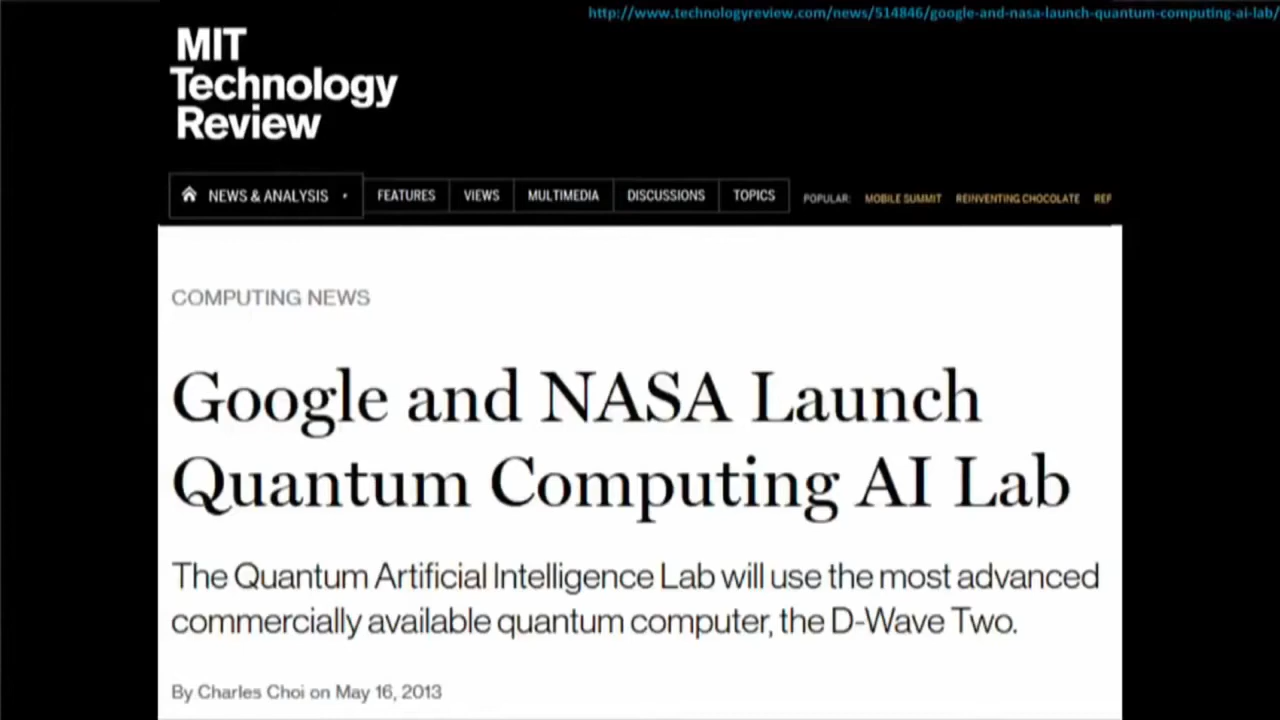 http://www.technologyreview.com/news/514846/google-and-nasa-launch-quantum-computing-ai-lab/
MIT
Technology
Review
NEWS & ANALYSIS FEATURES VIEWS MULTIMEDIA DISCUSSIONS TOPICS POPULAR: MOBILE SUMMIT REINVENTING CHOCOLATE REF
COMPUTING NEWS
Google and NASA Launch
Quantum Computing AI Lab
The Quantum Artificial Intelligence Lab will use the most advanced
commercially available quantum computer, the D-Wave Two.
By Charles Choi on May 16, 2013